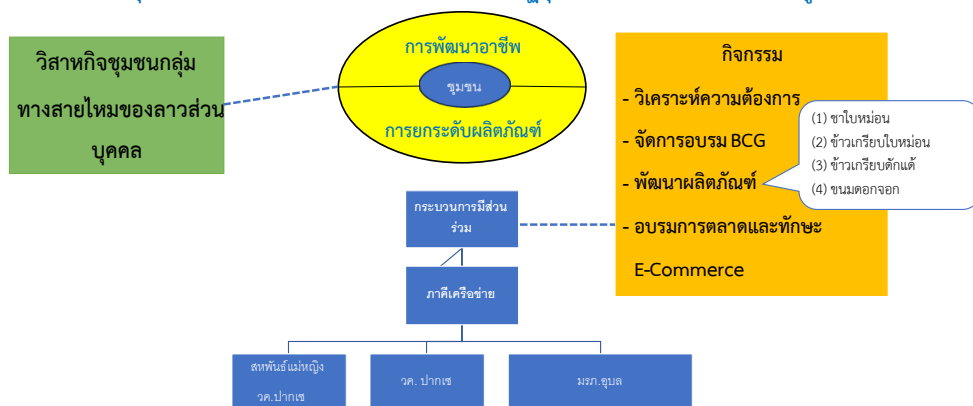 วิสาหกิจชุมชนกลุ่ม
ทางสายไหมของลาวส่วน
บุคคล
การพัฒนาอาชีพ
ชุมชน
การยกระดับผลิตภัณฑ์
กิจกรรม
- วิเคราะห์ความต้องการ
- จัดการอบรม BCG
- พัฒนาผลิตภัณฑ์
- อบรมการตลาดและทักษะ
E-Commerce
(1) ชาใบหม่อน
(2) ข้าวเกรียบใบหม่อน
(3) ข้าวเกรียบดักแด้
(4) ขนมดอกจอก
กระบวนการมีส่วน
ร่วม
ภาคีเครือข่าย
สหพันธ์แม่หญิง
วค.ปากเซ
วค. ปากเซ
มรภ.อุบล